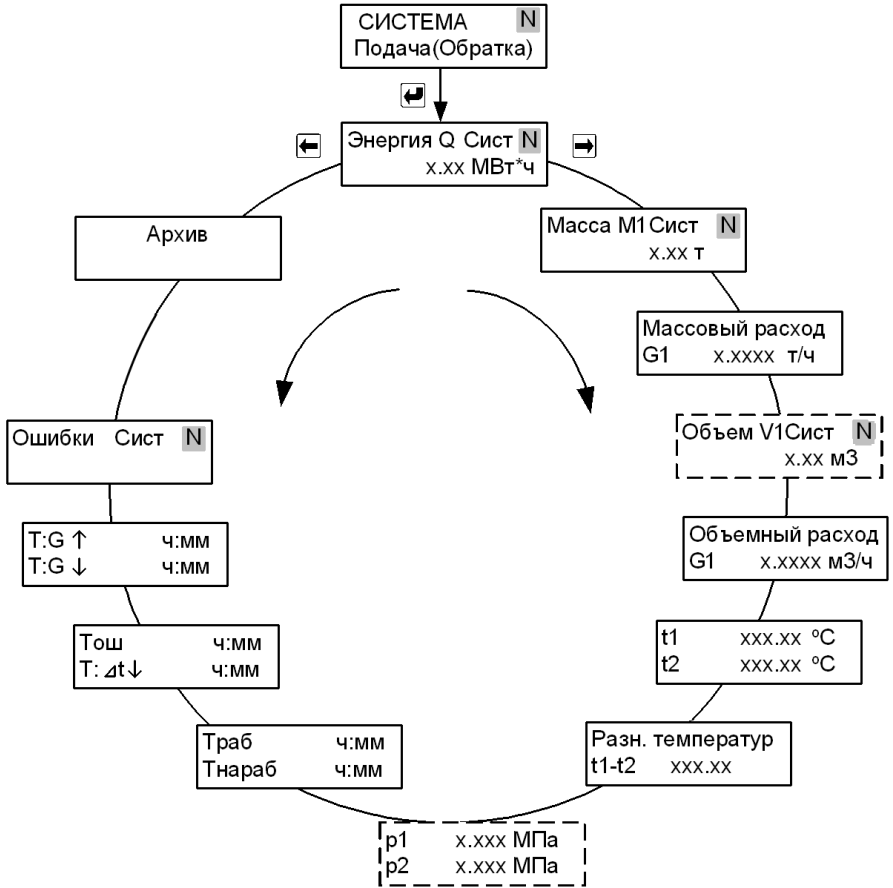 СИСТЕМА N
Подача(Обратка)
Энергия Q Сист N
x.xx МВт*ч
Масса M1Сист N
x.xx т
Массовый расход
G1 x.xxxx т/ч
Объем V1Сист N
x.xx м3
Объемный расход
G1 x.xxxx м3/ч
t1 xxx.xx ºC
t2 xxx.xx ºC
Разн. температур
t1-t2 xxx.xx
p1 x.xxx МПа
p2 x.xxx МПа
Траб ч:мм
Тнараб ч:мм
Тош ч:мм
T: ⊿t↓ ч:мм
T:G ↑ ч:мм
T:G ↓ ч:мм
Ошибки Сист N
Архив